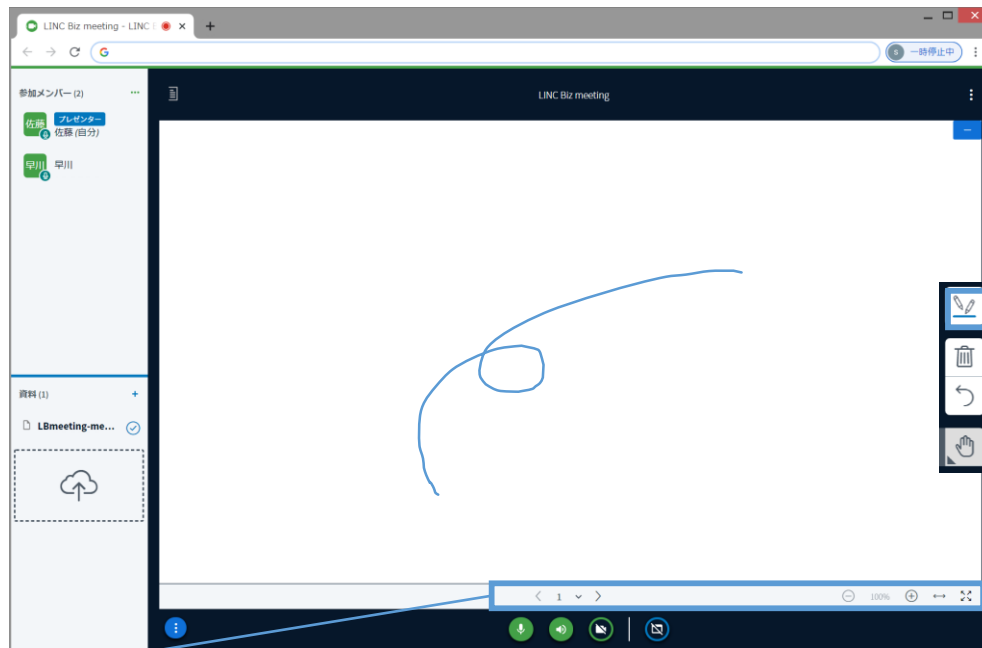 LINC Biz meeting - LINC
s 一時停止中
参加メンバー (2)
LINC Biz meeting
佐藤 プレゼンター
佐藤 (自分)
早川 早川
資料 (1)
LBmeeting-me...
1
100%